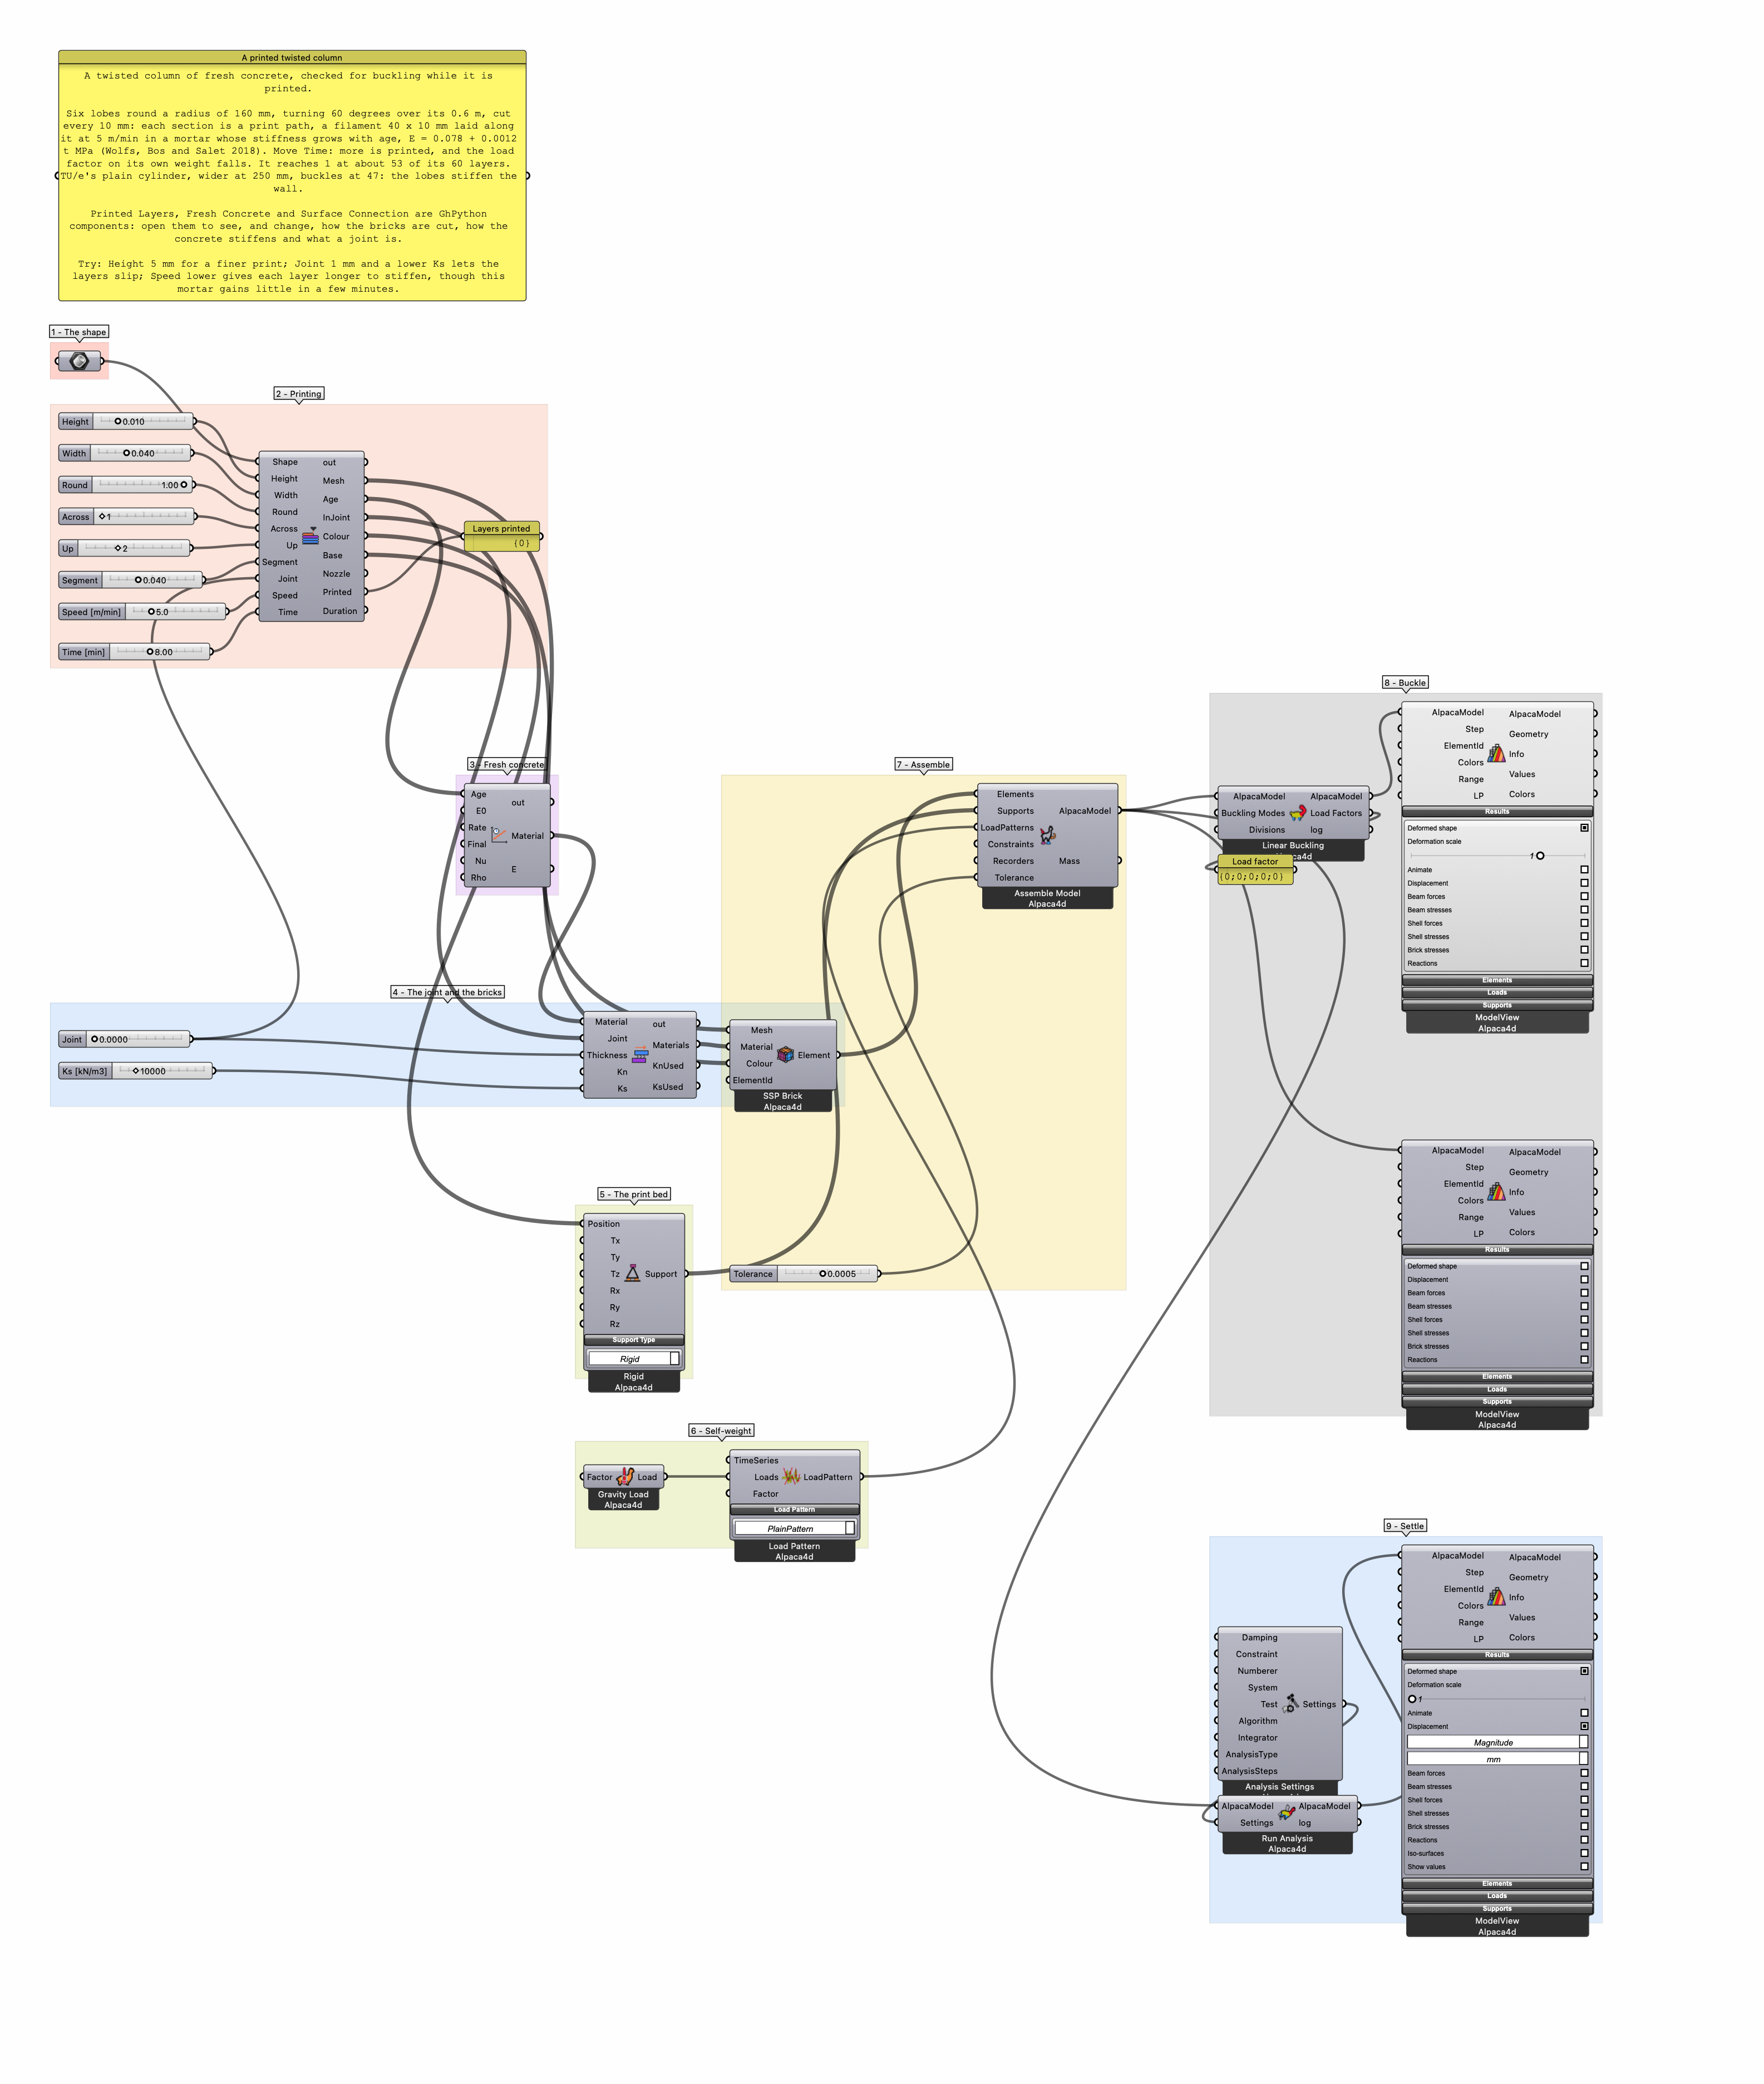 A printed twisted column
A twisted column of fresh concrete, checked for buckling while it is
printed.
Six lobes round a radius of 160 mm, turning 60 degrees over its 0.6 m, cut
every 10 mm: each section is a print path, a filament 40 x 10 mm laid along
it at 5 m/min in a mortar whose stiffness grows with age, E = 0.078 + 0.0012
t MPa (Wolfs, Bos and Salet 2018). Move Time: more is printed, and the load
factor on its own weight falls. It reaches 1 at about 53 of its 60 layers.
TU/e's plain cylinder, wider at 250 mm, buckles at 47: the lobes stiffen the
wall.
Printed Layers, Fresh Concrete and Surface Connection are GhPython
components: open them to see, and change, how the bricks are cut, how the
concrete stiffens and what a joint is.
Try: Height 5 mm for a finer print; Joint 1 mm and a lower Ks lets the
layers slip; Speed lower gives each layer longer to stiffen, though this
mortar gains little in a few minutes.
1 - The shape
2 - Printing
Height 0.010
Width 0.040
Round 1.00
Across 1
Up 2
Segment 0.040
Speed [m/min] 5.0
Time [min] 8.00
Shape out
Height Mesh
Width Age
Round InJoint
Across Colour
Up Base
Segment Nozzle
Joint Printed
Speed Duration
Time
Layers printed
{0}
3 - Fresh concrete
Age out
E0
Rate Material
Final
Nu E
Rho
4 - The joint and the bricks
Joint 0.0000
Ks [kN/m3] 10000
Material out
Joint Materials
Thickness KnUsed
Kn KsUsed
Ks
Mesh
Material Element
Colour
ElementId
SSP Brick
Alpaca4d
5 - The print bed
Position
Tx
Ty
Tz Support
Rx
Ry
Rz
Support Type
Rigid
Rigid
Alpaca4d
6 - Self-weight
Factor Load
Gravity Load
Alpaca4d
TimeSeries
Loads LoadPattern
Factor
Load Pattern
PlainPattern
Load Pattern
Alpaca4d
7 - Assemble
Elements
Supports AlpacaModel
LoadPatterns
Constraints
Recorders Mass
Tolerance
Assemble Model
Alpaca4d
Tolerance 0.0005
8 - Buckle
AlpacaModel AlpacaModel
Buckling Modes Load Factors
Divisions log
Linear Buckling
ca4d
Load factor
{0;0;0;0;0}
AlpacaModel AlpacaModel
Step Geometry
ElementId Info
Colors Values
Range Colors
LP
Results
Deformed shape
Deformation scale
1
Animate
Displacement
Beam forces
Beam stresses
Shell forces
Shell stresses
Brick stresses
Reactions
Elements
Loads
Supports
ModelView
Alpaca4d
AlpacaModel AlpacaModel
Step Geometry
ElementId Info
Colors Values
Range Colors
LP
Results
Deformed shape
Displacement
Beam forces
Beam stresses
Shell forces
Shell stresses
Brick stresses
Reactions
Elements
Loads
Supports
ModelView
Alpaca4d
9 - Settle
Damping
Constraint
Numberer
System
Test Settings
Algorithm
Integrator
AnalysisType
AnalysisSteps
Analysis Settings
AlpacaModel AlpacaModel
Settings log
Run Analysis
Alpaca4d
AlpacaModel AlpacaModel
Step Geometry
ElementId Info
Colors Values
Range Colors
LP
Results
Deformed shape
Deformation scale
1
Animate
Displacement
Magnitude
mm
Beam forces
Beam stresses
Shell forces
Shell stresses
Brick stresses
Reactions
Iso-surfaces
Show values
Elements
Loads
Supports
ModelView
Alpaca4d